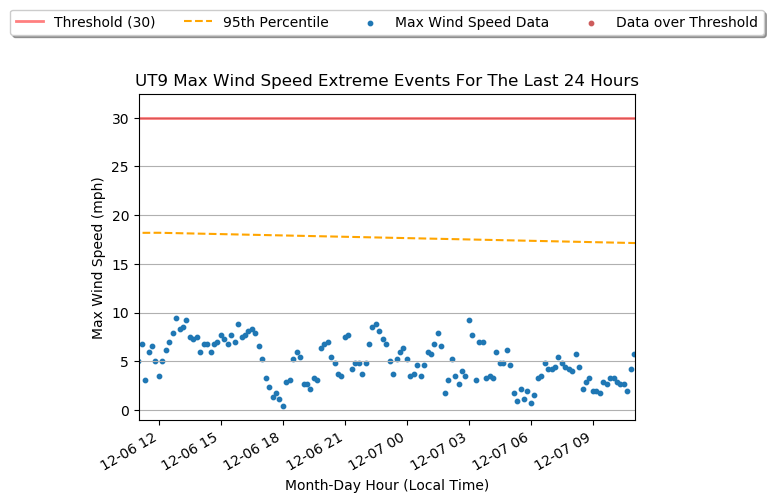 Threshold (30) 95th Percentile Max Wind Speed Data Data over Threshold
UT9 Max Wind Speed Extreme Events For The Last 24 Hours
Max Wind Speed (mph)
30
25
20
15
10
5
0
12-06 12 12-06 15 12-06 18 12-06 21 12-07 00 12-07 03 12-07 06 12-07 09
Month-Day Hour (Local Time)